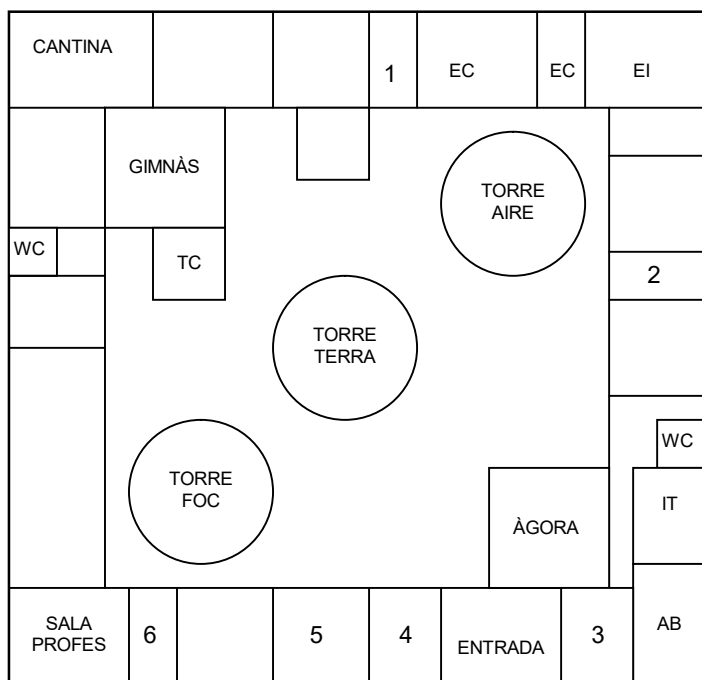 CANTINA
1
EC
EC
EI
GIMNÀS
TORRE
AIRE
WC
TC
2
TORRE
TERRA
WC
TORRE
FOC
IT
ÀGORA
SALA
PROFES
6
5
4
ENTRADA
3
AB